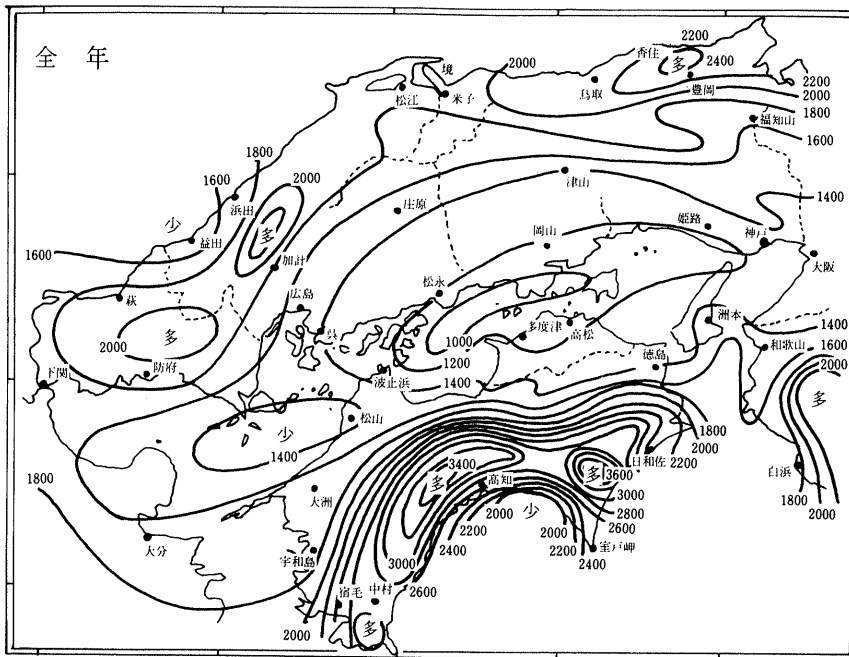 全年
2200
香住
多
2400
境
2000
2200
松江
米子
鳥取
豊岡
2000
1800
福知山
1600
1800
1600
2000
津山
1400
浜田
庄原
少
益田
多
岡山
姫路
神戸
1600
加計
大阪
松永
萩
広島
洲本
多
呉
1000
多度津
高松
1400
2000
1200
和歌山
1600
下関
防府
波止浜
1400
徳島
2000
多
松山
少
1800
1400
3400
多
日和佐
2000
白浜
1800
多
高知
3600
2200
大洲
3000
1800
2000
少
2800
2000
2200
2000
2600
大分
2400
2200
室戸岬
宇和島
3000
2400
2600
宿毛
中村
2000
多